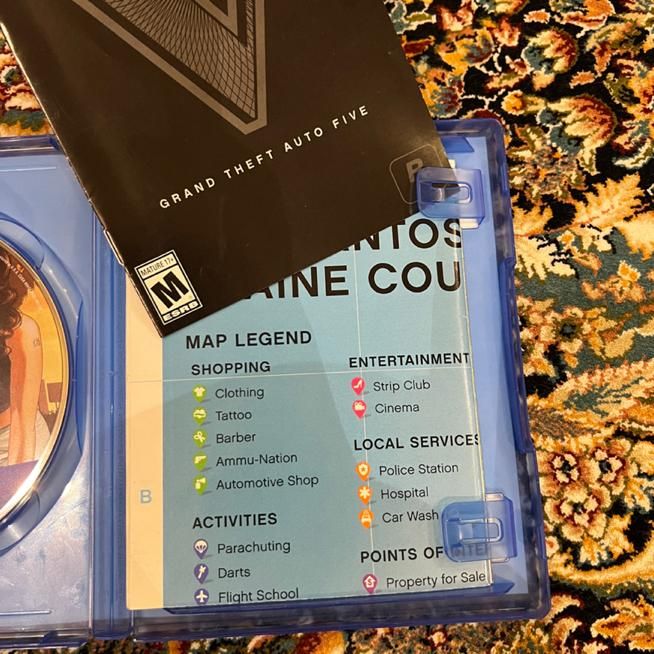 GRAND THEFT AUTO FIVE
R
MATURE 17+
M
ESRB
NTOS
AINE COU
MAP LEGEND
SHOPPING
Clothing
Tattoo
Barber
Ammu-Nation
Automotive Shop
ACTIVITIES
Parachuting
Darts
Flight School
ENTERTAINMENT
Strip Club
Cinema
LOCAL SERVICES
Police Station
Hospital
Car Wash
POINTS OF INTE
Property for Sale
B